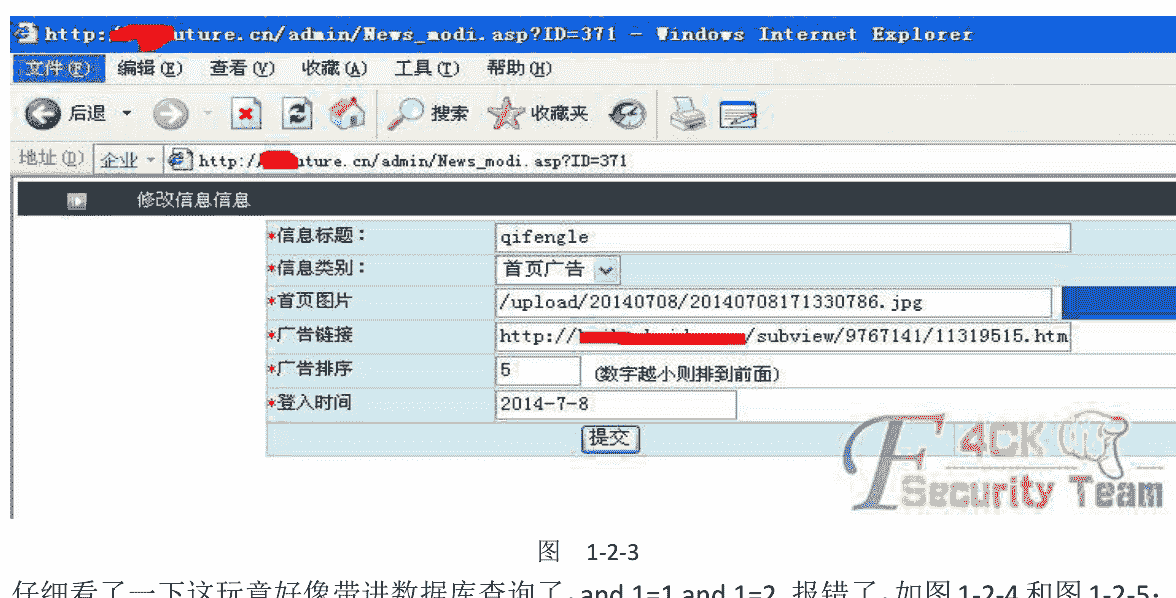 http:/ uture.cn/admin/News_modi.asp?ID=371 - Windows Internet Explorer
文件(F) 编辑(E) 查看(V) 收藏(A) 工具(T) 帮助(H)
后退 搜索 收藏夹
地址(D) 企业 http:// uture.cn/admin/News_modi.asp?ID=371
修改信息信息
*信息标题： qifengle
*信息类别： 首页广告
*首页图片 /upload/20140708/20140708171330786.jpg
*广告链接 http:// /subview/9767141/11319515.htm
*广告排序 5 (数字越小则排到前面)
*登入时间 2014-7-8
提交
F4CK
Security Team
图 1-2-3
仔细看了一下这玩意好像带进数据库查询了，and 1=1 and 1=2 报错了，如图 1-2-4 和图 1-2-5：